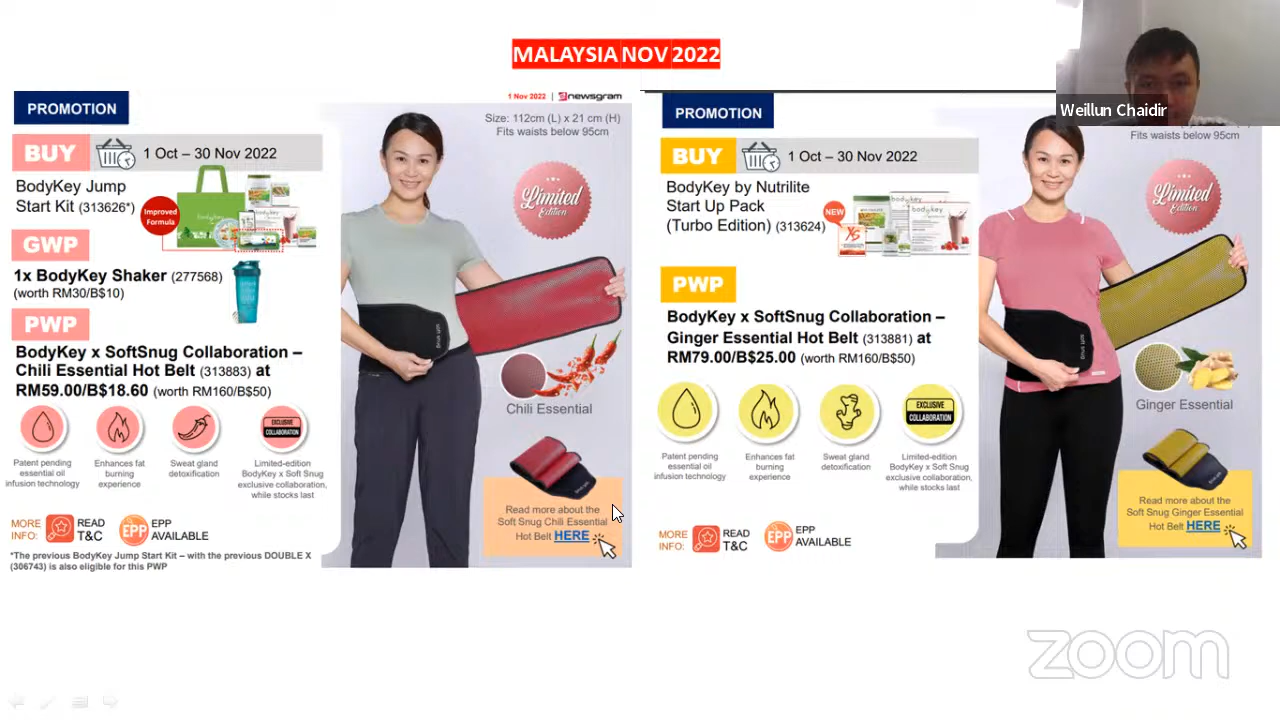 MALAYSIA NOV 2022
Weillun Chaidir
PROMOTION
1 Nov 2022 | newsgram
Size: 112cm (L) x 21 cm (H)
Fits waists below 95cm
BUY
1 Oct – 30 Nov 2022
BodyKey Jump
Start Kit (313626*)
Improved
Formula
bodykey
GWP
1x BodyKey Shaker (277568)
(worth RM30/B$10)
PWP
BodyKey x SoftSnug Collaboration –
Chili Essential Hot Belt (313883) at
RM59.00/B$18.60 (worth RM160/B$50)
Limited
Edition
Chili Essential
Patent pending
essential oil
infusion technology
Enhances fat
burning
experience
Sweat gland
detoxification
EXCLUSIVE
COLLABORATION
Limited-edition
BodyKey x Soft Snug
exclusive collaboration,
while stocks last
Read more about the
Soft Snug Chili Essential
Hot Belt HERE
MORE
INFO:
READ
T&C
EPP
EPP
AVAILABLE
*The previous BodyKey Jump Start Kit – with the previous DOUBLE X
(306743) is also eligible for this PWP
PROMOTION
Fits waists below 95cm
BUY
1 Oct – 30 Nov 2022
BodyKey by Nutrilite
Start Up Pack
(Turbo Edition) (313624)
NEW
XS
bodykey
PWP
BodyKey x SoftSnug Collaboration –
Ginger Essential Hot Belt (313881) at
RM79.00/B$25.00 (worth RM160/B$50)
Limited
Edition
Ginger Essential
Patent pending
essential oil
infusion technology
Enhances fat
burning
experience
Sweat gland
detoxification
EXCLUSIVE
COLLABORATION
Limited-edition
BodyKey x Soft Snug
exclusive collaboration,
while stocks last
Read more about the
Soft Snug Ginger Essential
Hot Belt HERE
MORE
INFO:
READ
T&C
EPP
EPP
AVAILABLE
zoom